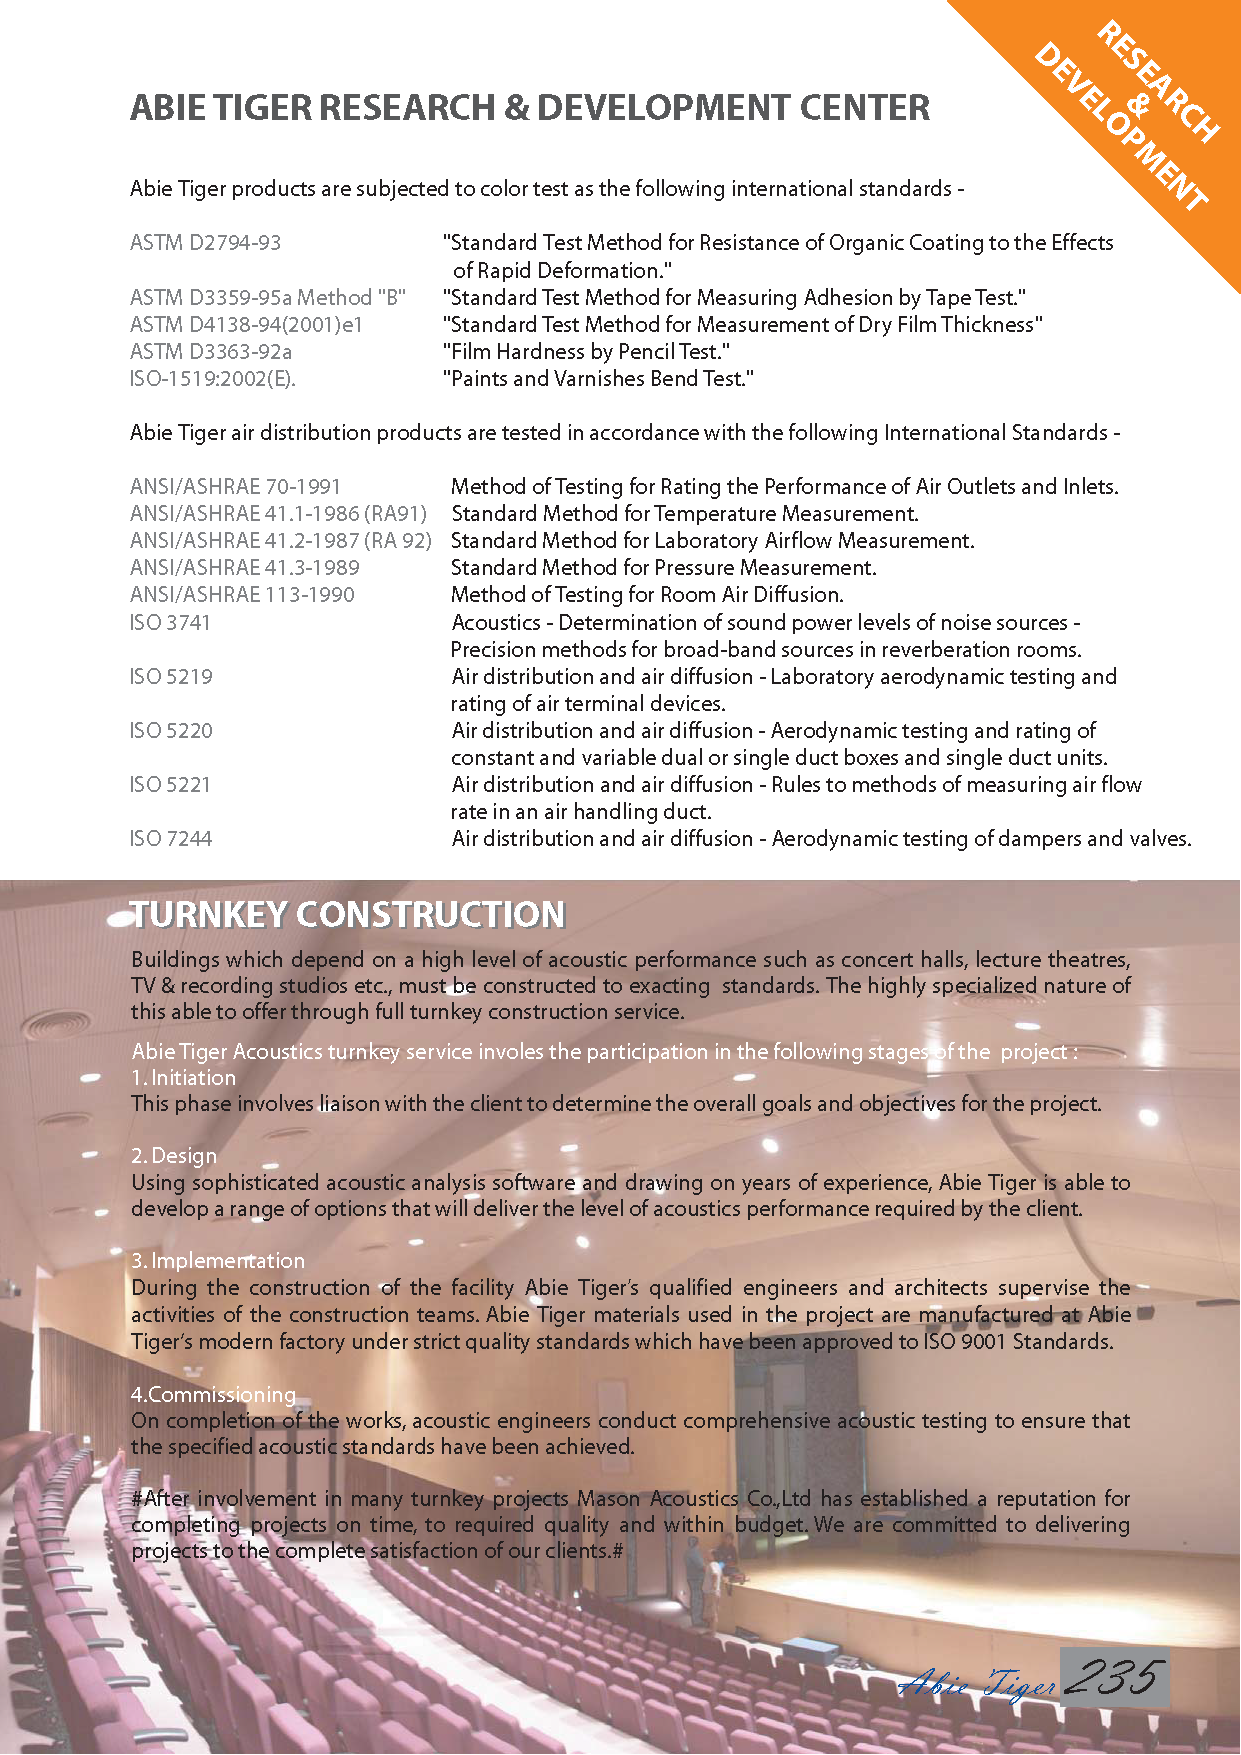 RESEARCH
&
DEVELOPMENT
ABIE TIGER RESEARCH & DEVELOPMENT CENTER
Abie Tiger products are subjected to color test as the following international standards -
ASTM D2794-93 "Standard Test Method for Resistance of Organic Coating to the Effects
of Rapid Deformation."
ASTM D3359-95a Method "B" "Standard Test Method for Measuring Adhesion by Tape Test."
ASTM D4138-94(2001)e1 "Standard Test Method for Measurement of Dry Film Thickness"
ASTM D3363-92a "Film Hardness by Pencil Test."
ISO-1519:2002(E). "Paints and Varnishes Bend Test."
Abie Tiger air distribution products are tested in accordance with the following International Standards -
ANSI/ASHRAE 70-1991 Method of Testing for Rating the Performance of Air Outlets and Inlets.
ANSI/ASHRAE 41.1-1986 (RA91) Standard Method for Temperature Measurement.
ANSI/ASHRAE 41.2-1987 (RA 92) Standard Method for Laboratory Airflow Measurement.
ANSI/ASHRAE 41.3-1989 Standard Method for Pressure Measurement.
ANSI/ASHRAE 113-1990 Method of Testing for Room Air Diffusion.
ISO 3741 Acoustics - Determination of sound power levels of noise sources -
Precision methods for broad-band sources in reverberation rooms.
ISO 5219 Air distribution and air diffusion - Laboratory aerodynamic testing and
rating of air terminal devices.
ISO 5220 Air distribution and air diffusion - Aerodynamic testing and rating of
constant and variable dual or single duct boxes and single duct units.
ISO 5221 Air distribution and air diffusion - Rules to methods of measuring air flow
rate in an air handling duct.
ISO 7244 Air distribution and air diffusion - Aerodynamic testing of dampers and valves.
TURNKEY CONSTRUCTION
Buildings which depend on a high level of acoustic performance such as concert halls, lecture theatres,
TV & recording studios etc., must be constructed to exacting standards. The highly specialized nature of
this able to offer through full turnkey construction service.
Abie Tiger Acoustics turnkey service involes the participation in the following stages of the project :
1. Initiation
This phase involves liaison with the client to determine the overall goals and objectives for the project.
2. Design
Using sophisticated acoustic analysis software and drawing on years of experience, Abie Tiger is able to
develop a range of options that will deliver the level of acoustics performance required by the client.
3. Implementation
During the construction of the facility Abie Tiger’s qualified engineers and architects supervise the
activities of the construction teams. Abie Tiger materials used in the project are manufactured at Abie
Tiger’s modern factory under strict quality standards which have been approved to ISO 9001 Standards.
4.Commissioning
On completion of the works, acoustic engineers conduct comprehensive acoustic testing to ensure that
the specified acoustic standards have been achieved.
#After involvement in many turnkey projects Mason Acoustics Co.,Ltd has established a reputation for
completing projects on time, to required quality and within budget. We are committed to delivering
projects to the complete satisfaction of our clients.#
Abie Tiger 235